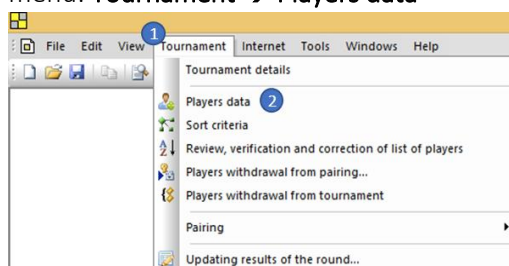 menu: Tournament → Players data
1
File Edit View Tournament Internet Tools Windows Help
Tournament details
Players data 2
Sort criteria
Review, verification and correction of list of players
Players withdrawal from pairing...
Players withdrawal from tournament
Pairing
Updating results of the round...